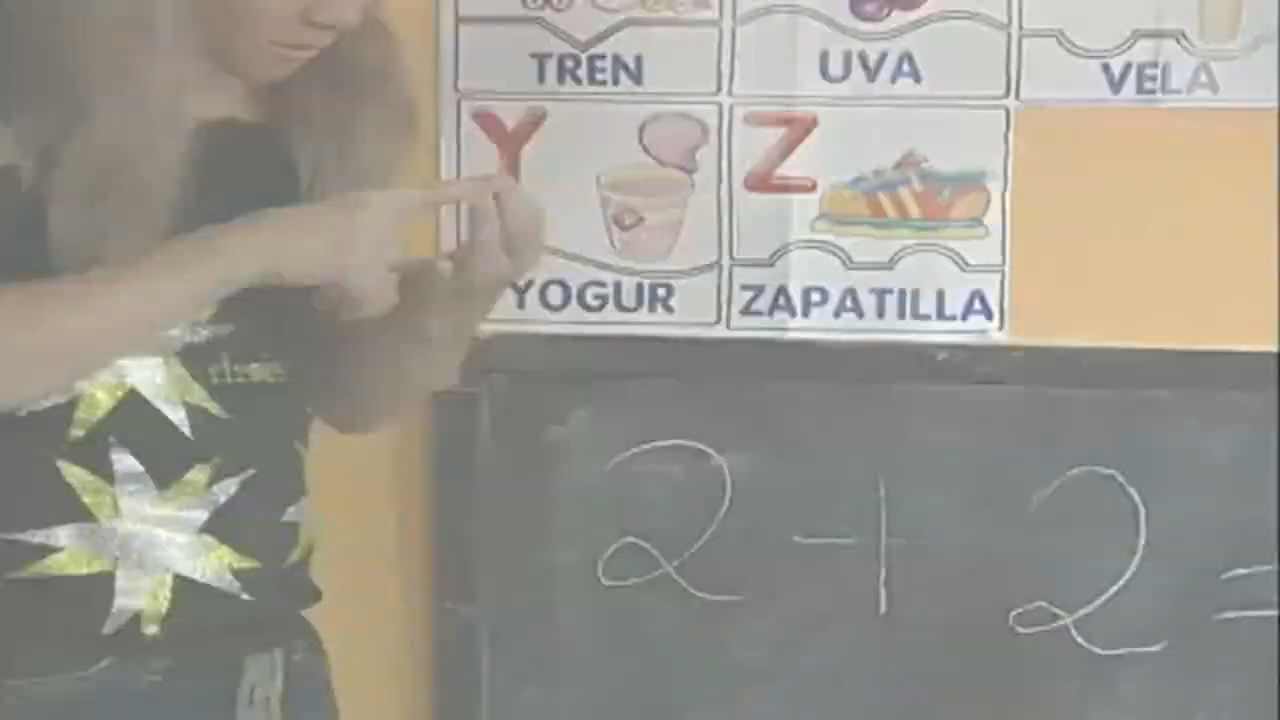 TREN UVA VELA
Y Z
YOGUR ZAPATILLA
2 + 2 =